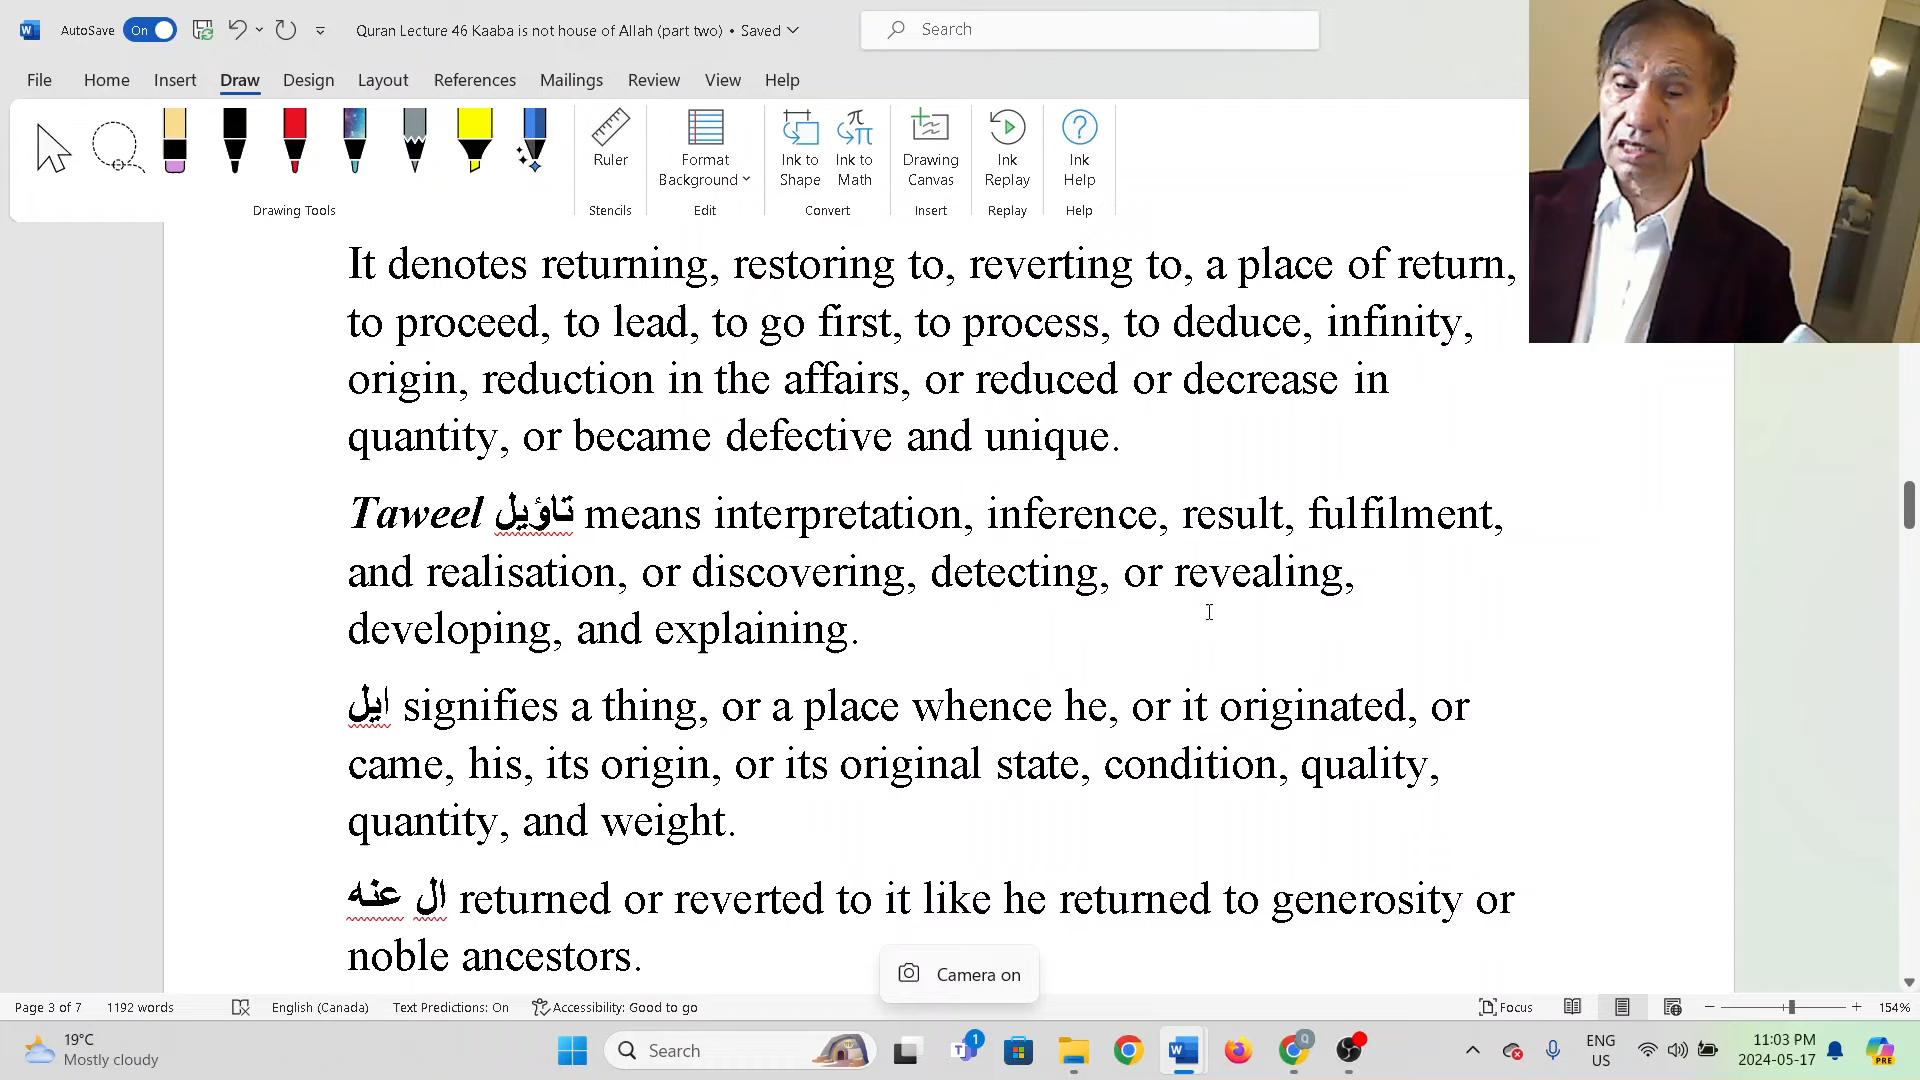 AutoSave On Quran Lecture 46 Kaaba is not house of Allah (part two) • Saved Search
File Home Insert Draw Design Layout References Mailings Review View Help
Ruler Format Background Ink to Shape Ink to Math Drawing Canvas Ink Replay Ink Help
Drawing Tools Stencils Edit Convert Insert Replay Help
It denotes returning, restoring to, reverting to, a place of return,
to proceed, to lead, to go first, to process, to deduce, infinity,
origin, reduction in the affairs, or reduced or decrease in
quantity, or became defective and unique.
Taweel تاؤیل means interpretation, inference, result, fulfilment,
and realisation, or discovering, detecting, or revealing,
developing, and explaining.
ایل signifies a thing, or a place whence he, or it originated, or
came, his, its origin, or its original state, condition, quality,
quantity, and weight.
ال عنہ returned or reverted to it like he returned to generosity or
noble ancestors.
Camera on
Page 3 of 7 1192 words English (Canada) Text Predictions: On Accessibility: Good to go Focus 154%
19°C
Mostly cloudy
Search
1
ENG
US
11:03 PM
2024-05-17
PRE